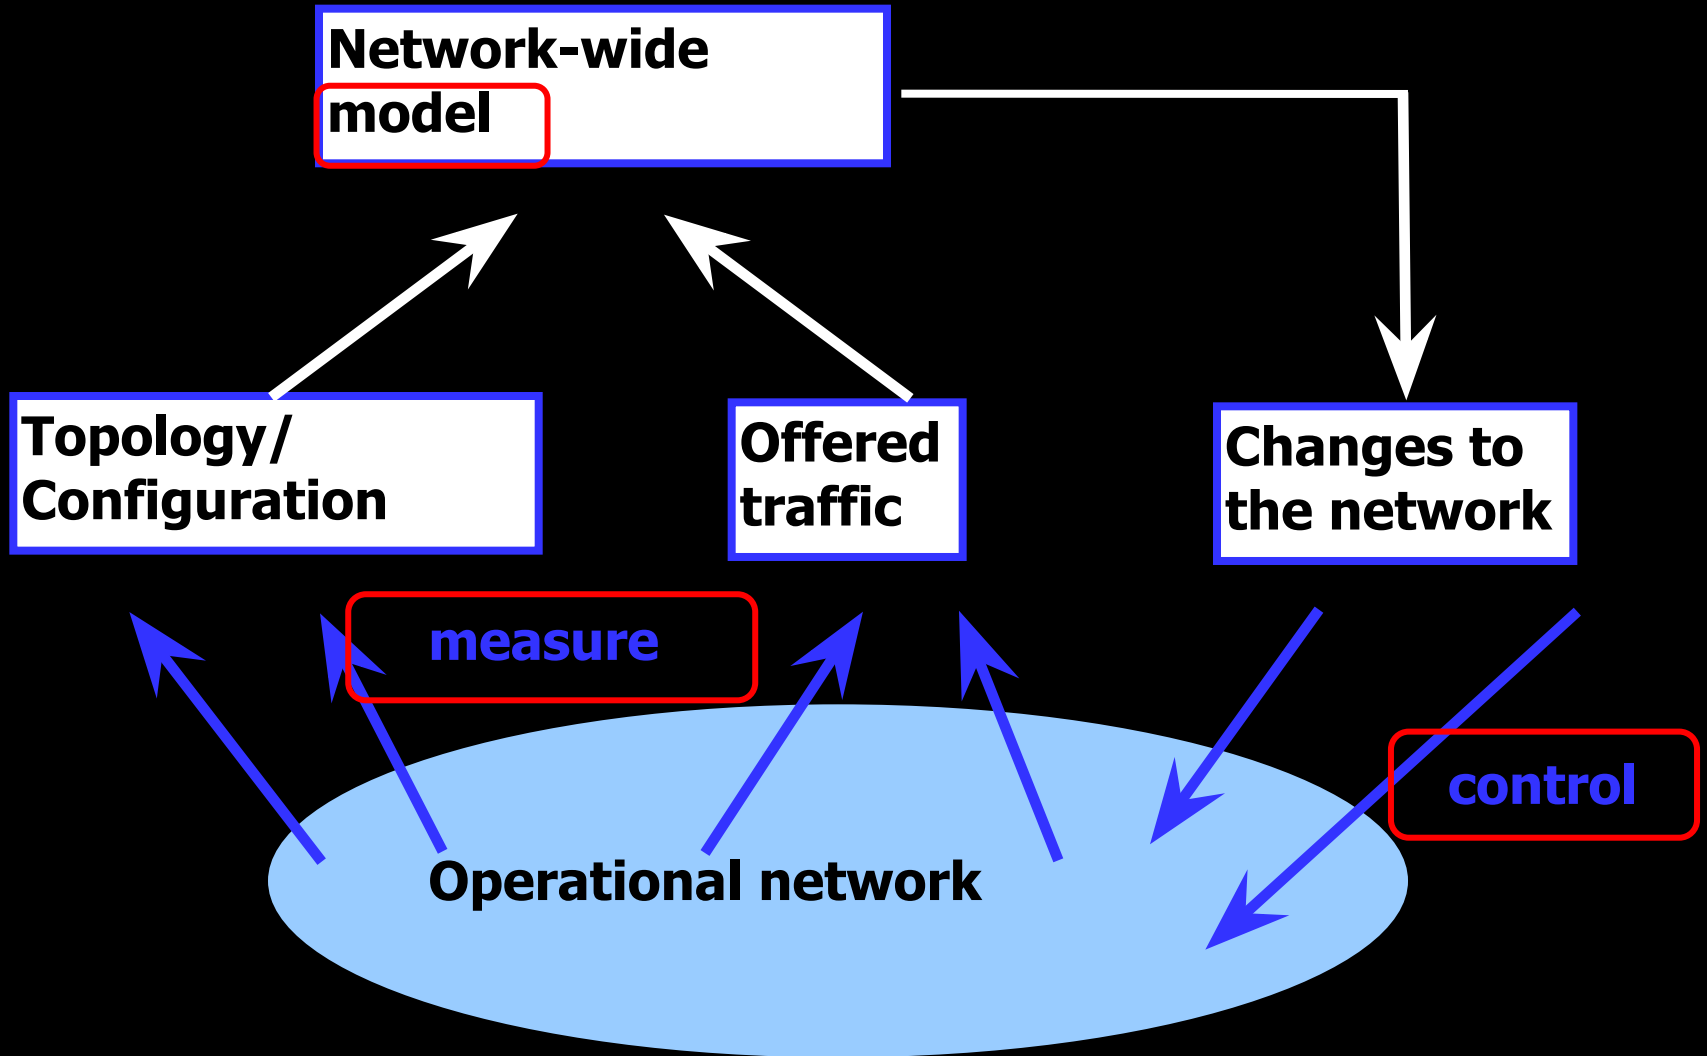 Network-wide
model
Topology/
Configuration
Offered
traffic
Changes to
the network
measure
control
Operational network